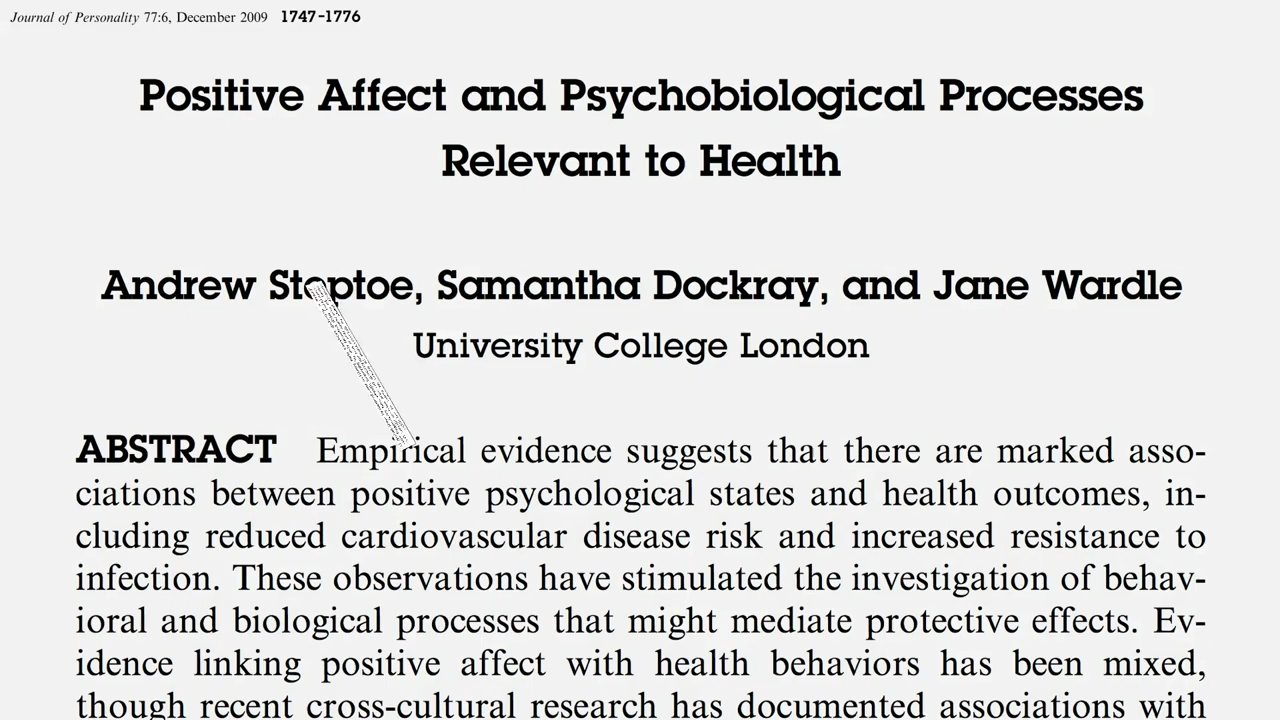 Journal of Personality 77:6, December 2009 1747-1776
Positive Affect and Psychobiological Processes
Relevant to Health
Andrew Steptoe, Samantha Dockray, and Jane Wardle
University College London
ABSTRACT Empirical evidence suggests that there are marked asso-
ciations between positive psychological states and health outcomes, in-
cluding reduced cardiovascular disease risk and increased resistance to
infection. These observations have stimulated the investigation of behav-
ioral and biological processes that might mediate protective effects. Ev-
idence linking positive affect with health behaviors has been mixed,
though recent cross-cultural research has documented associations with